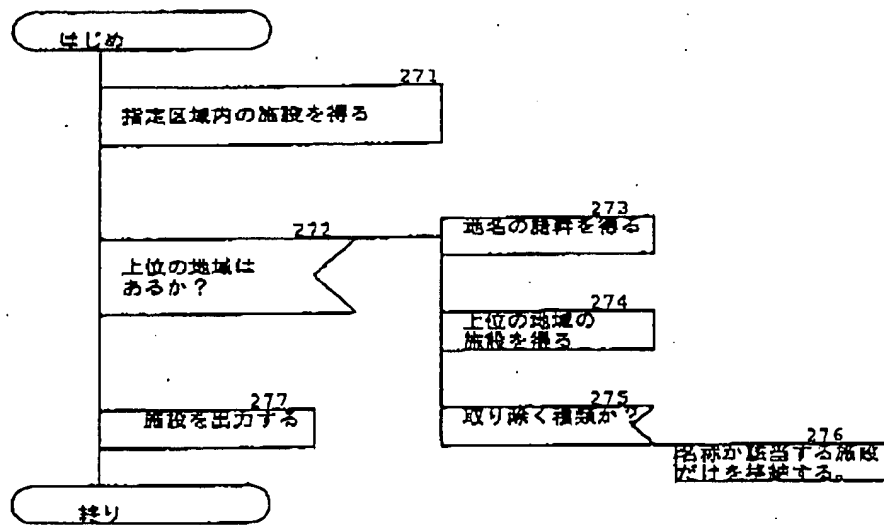 はじめ
271
指定区域内の施設を得る
272
上位の地域は
あるか？
273
地名の語幹を得る
274
上位の地域の
施設を得る
275
取り除く種類か？
276
名称が該当する施設
だけを
277
施設を出力する
終り